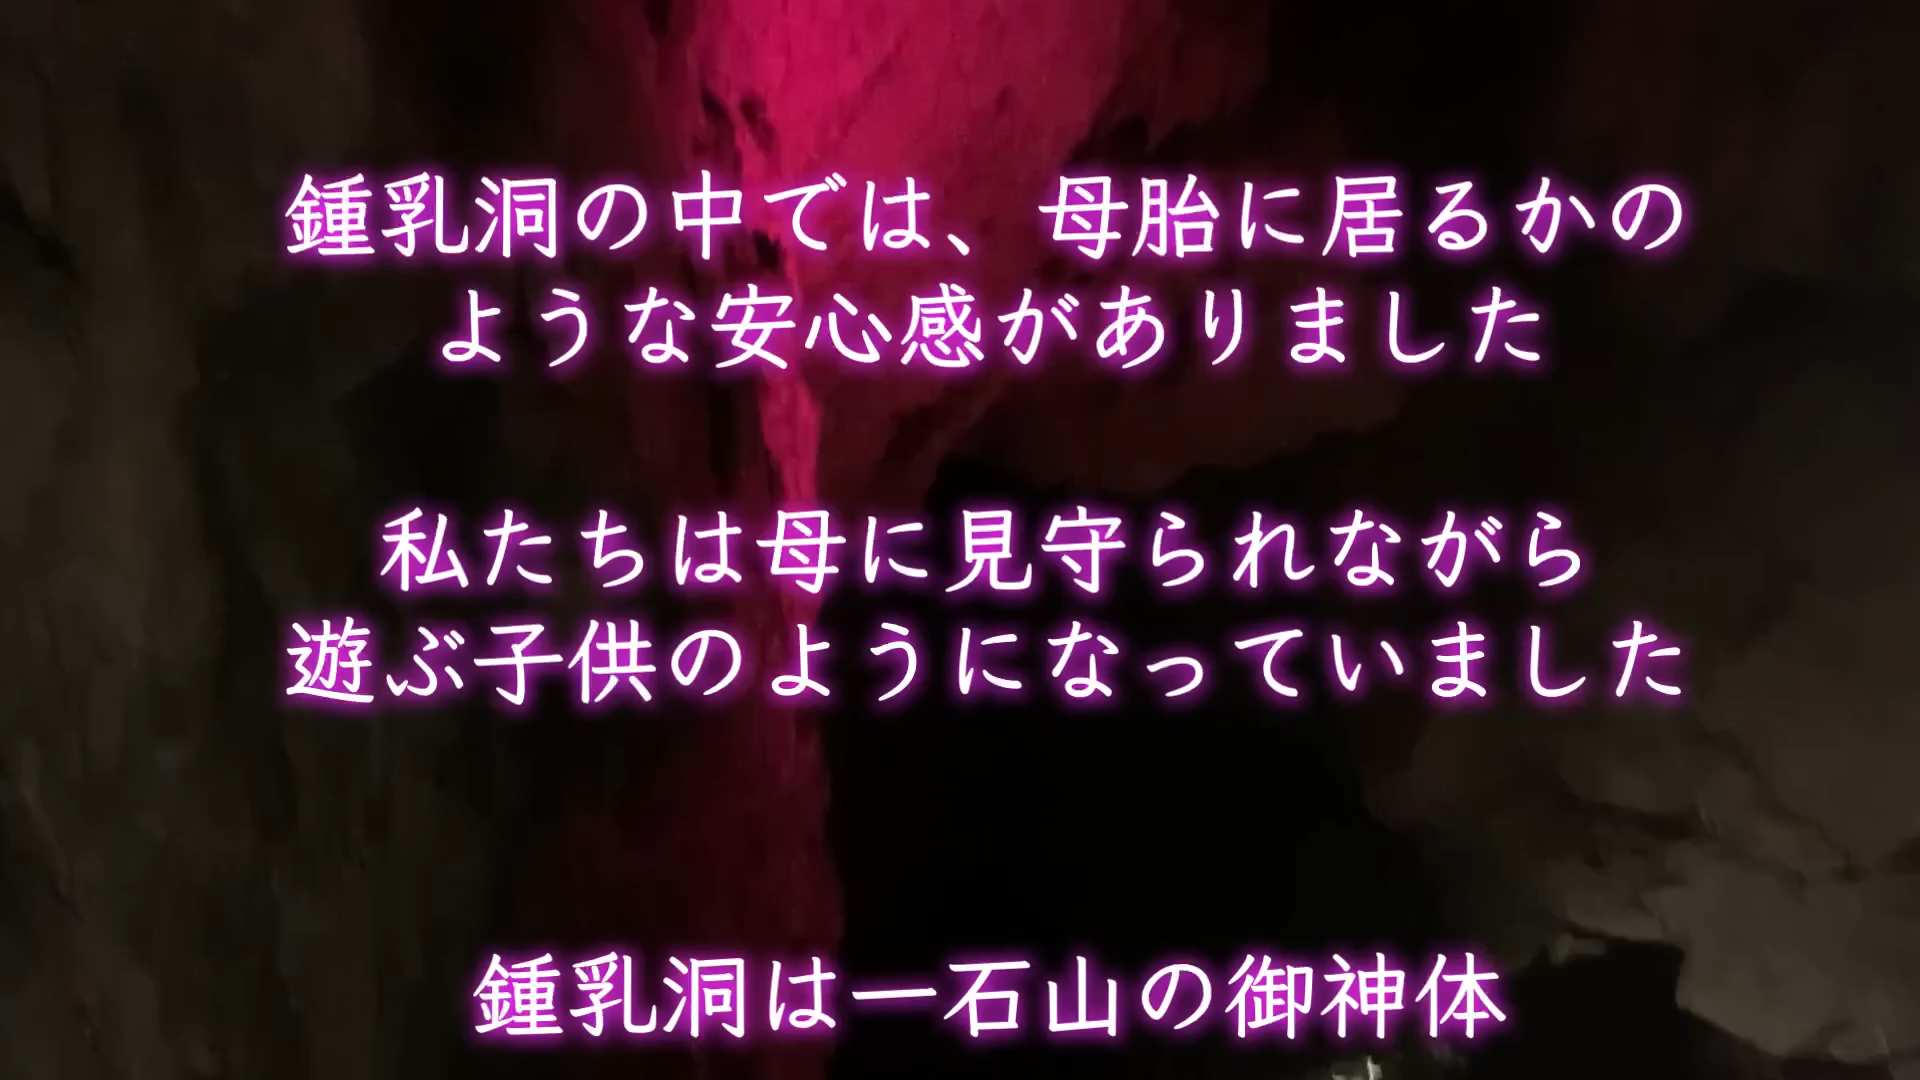 鍾乳洞の中では、母胎に居るかの
ような安心感がありました
私たちは母に見守られながら
遊ぶ子供のようになっていました
鍾乳洞は一石山の御神体